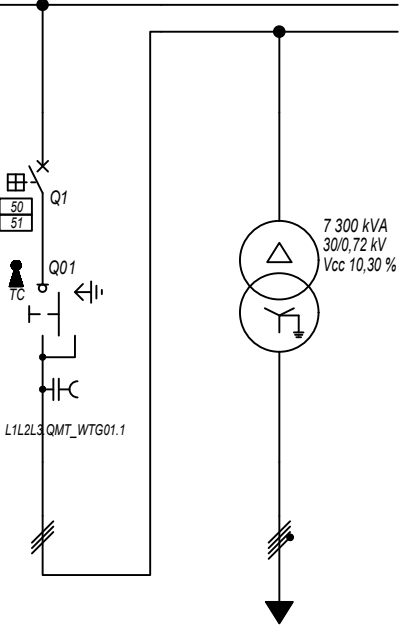 Q1
50
51
7 300 kVA
30/0,72 kV
Vcc 10,30 %
Q01
TC
L1L2L3 QMT_WTG01.1